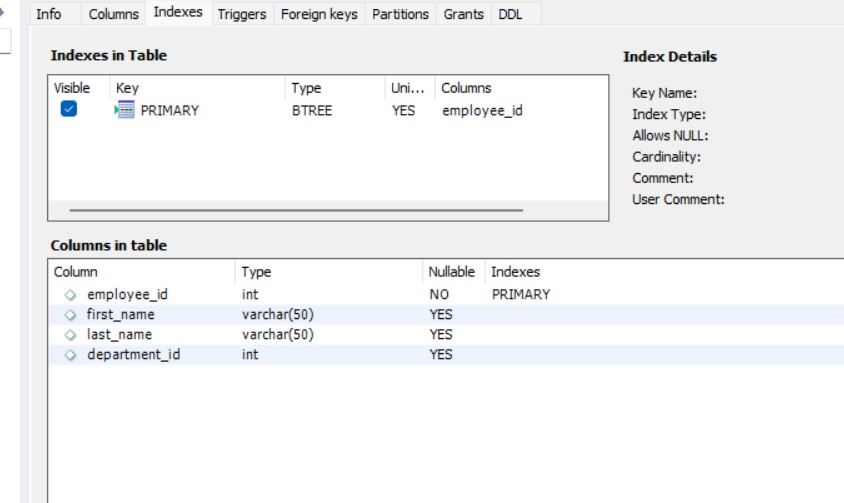 Info Columns Indexes Triggers Foreign keys Partitions Grants DDL
Indexes in Table
Visible Key Type Uni... Columns
PRIMARY BTREE YES employee_id
Index Details
Key Name:
Index Type:
Allows NULL:
Cardinality:
Comment:
User Comment:
Columns in table
Column Type Nullable Indexes
employee_id int NO PRIMARY
first_name varchar(50) YES
last_name varchar(50) YES
department_id int YES